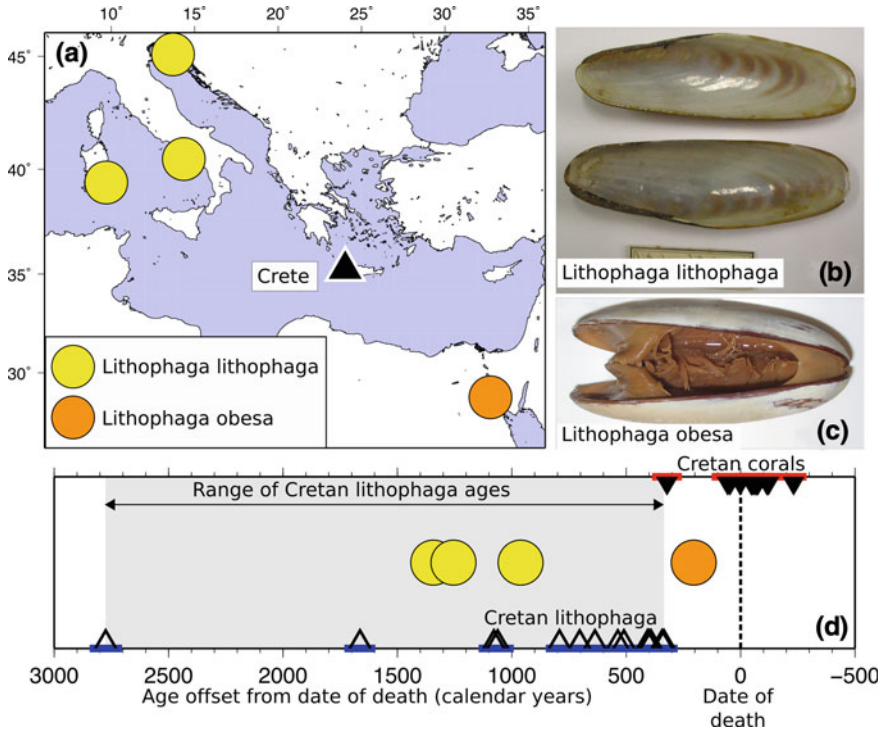 10˚ 15˚ 20˚ 25˚ 30˚ 35˚
45˚
40˚
35˚
30˚
(a)
Crete
Lithophaga lithophaga
Lithophaga obesa
Lithophaga lithophaga
(b)
Lithophaga obesa
(c)
Cretan corals
Range of Cretan lithophaga ages
Cretan lithophaga
(d)
3000 2500 2000 1500 1000 500 0 -500
Age offset from date of death (calendar years)
Date of
death